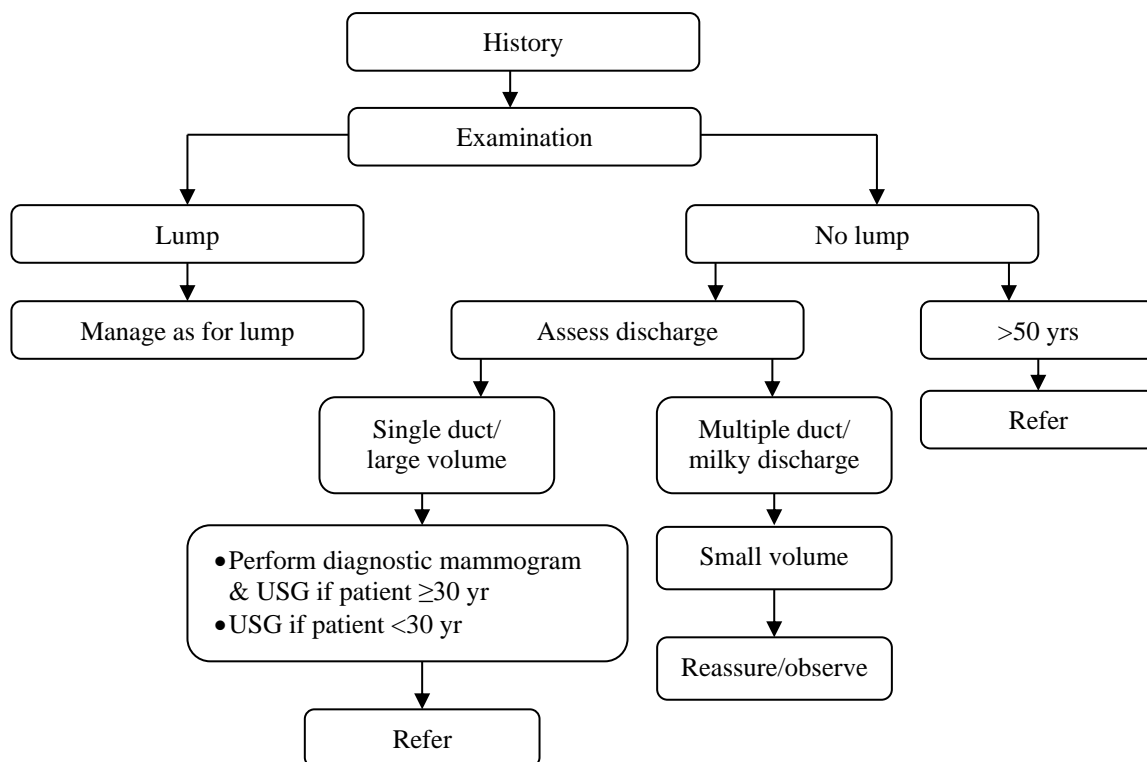 History
Examination
Lump
No lump
Manage as for lump
Assess discharge
>50 yrs
Single duct/
large volume
Multiple duct/
milky discharge
Refer
•Perform diagnostic mammogram
& USG if patient ≥30 yr
•USG if patient <30 yr
Small volume
Reassure/observe
Refer